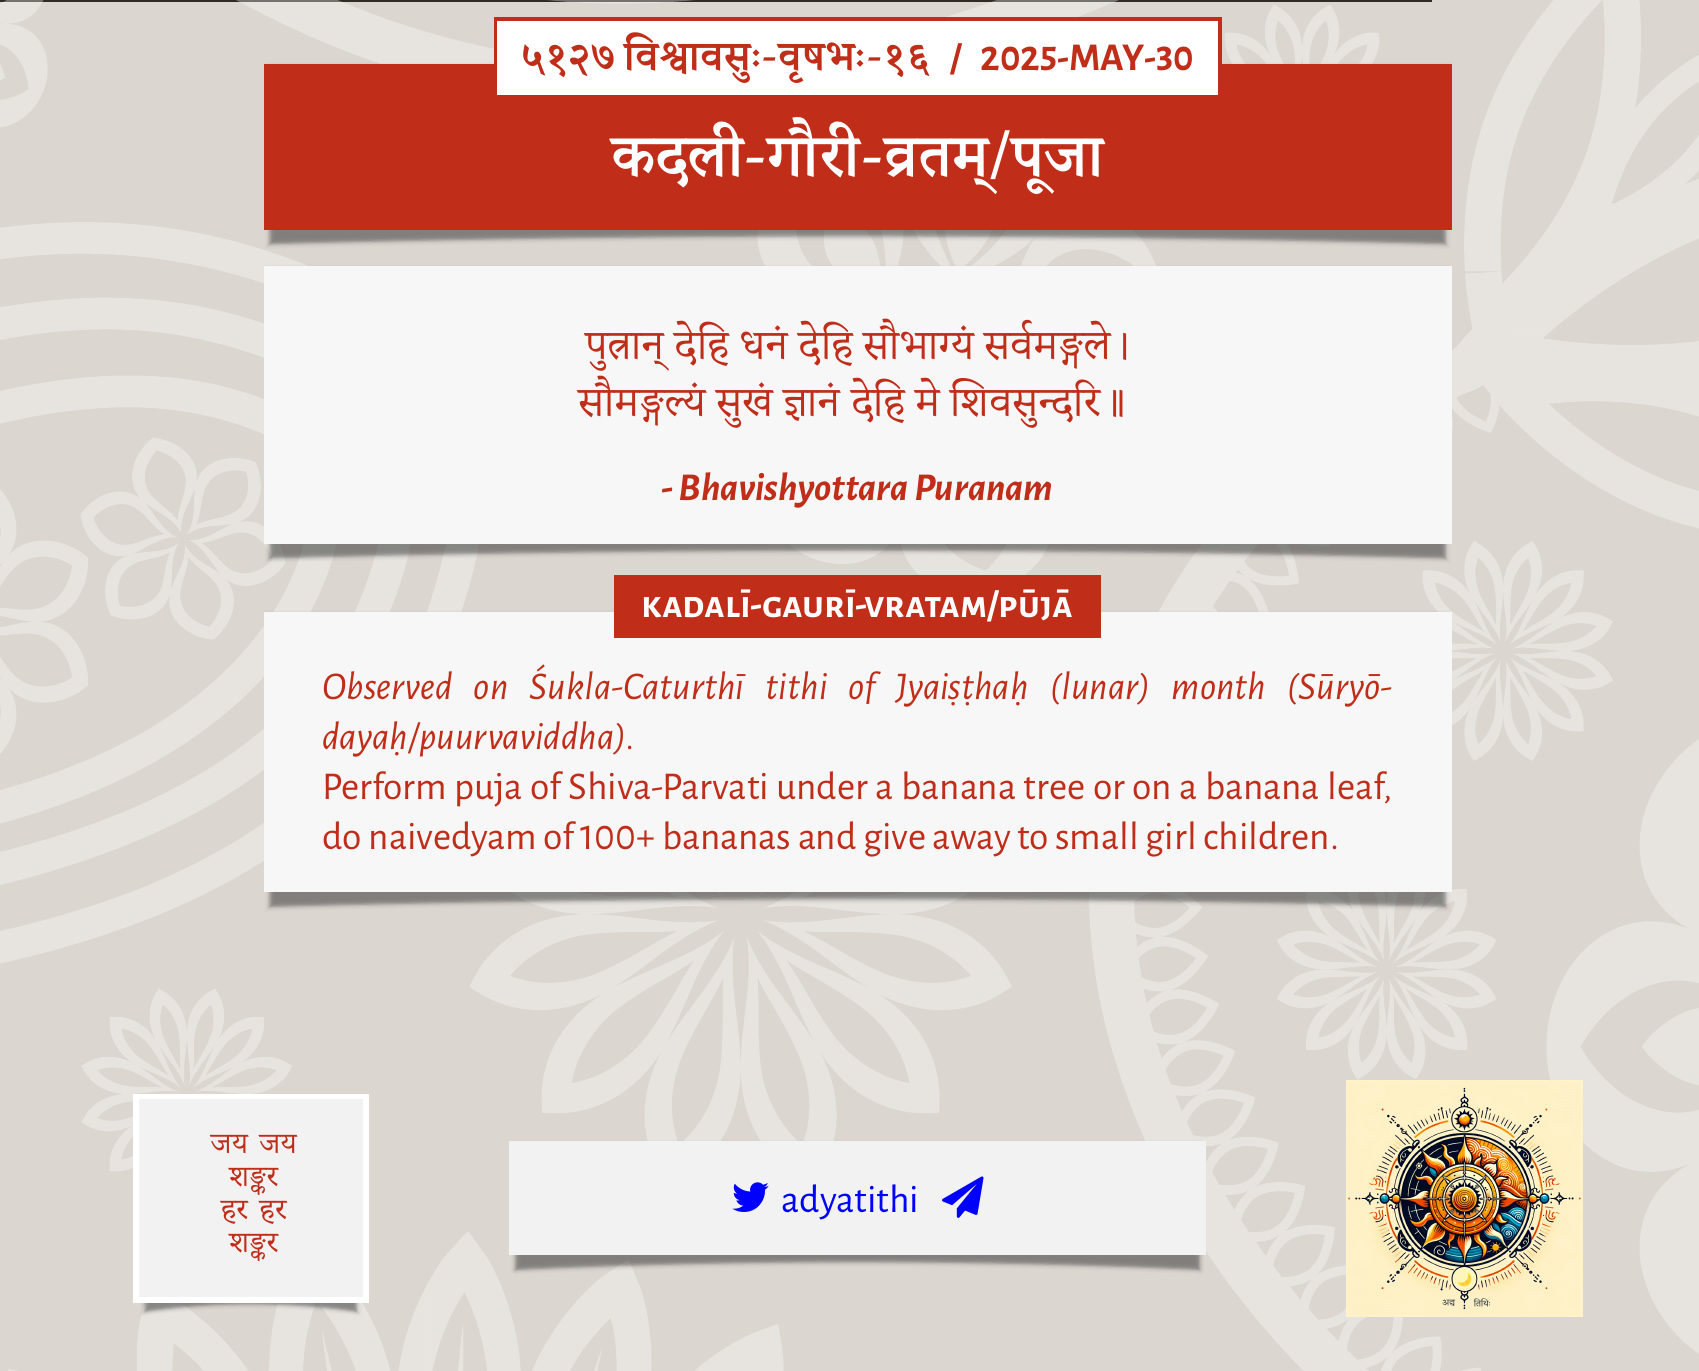 ५१२७ विश्वावसुः-वृषभः-१६ / 2025-MAY-30
कदली-गौरी-व्रतम्/पूजा
पुत्रान् देहि धनं देहि सौभाग्यं सर्वमङ्गले।
सौमङ्गल्यं सुखं ज्ञानं देहि मे शिवसुन्दरि॥
- Bhavishyottara Puranam
KADALĪ-GAURĪ-VRATAM/PŪJĀ
Observed on Śukla-Caturthī tithi of Jyaiṣṭhaḥ (lunar) month (Sūryō-
dayaḥ/puurvaviddha).
Perform puja of Shiva-Parvati under a banana tree or on a banana leaf,
do naivedyam of 100+ bananas and give away to small girl children.
जय जय
शङ्कर
हर हर
शङ्कर
adyatithi
अद्य तिथिः